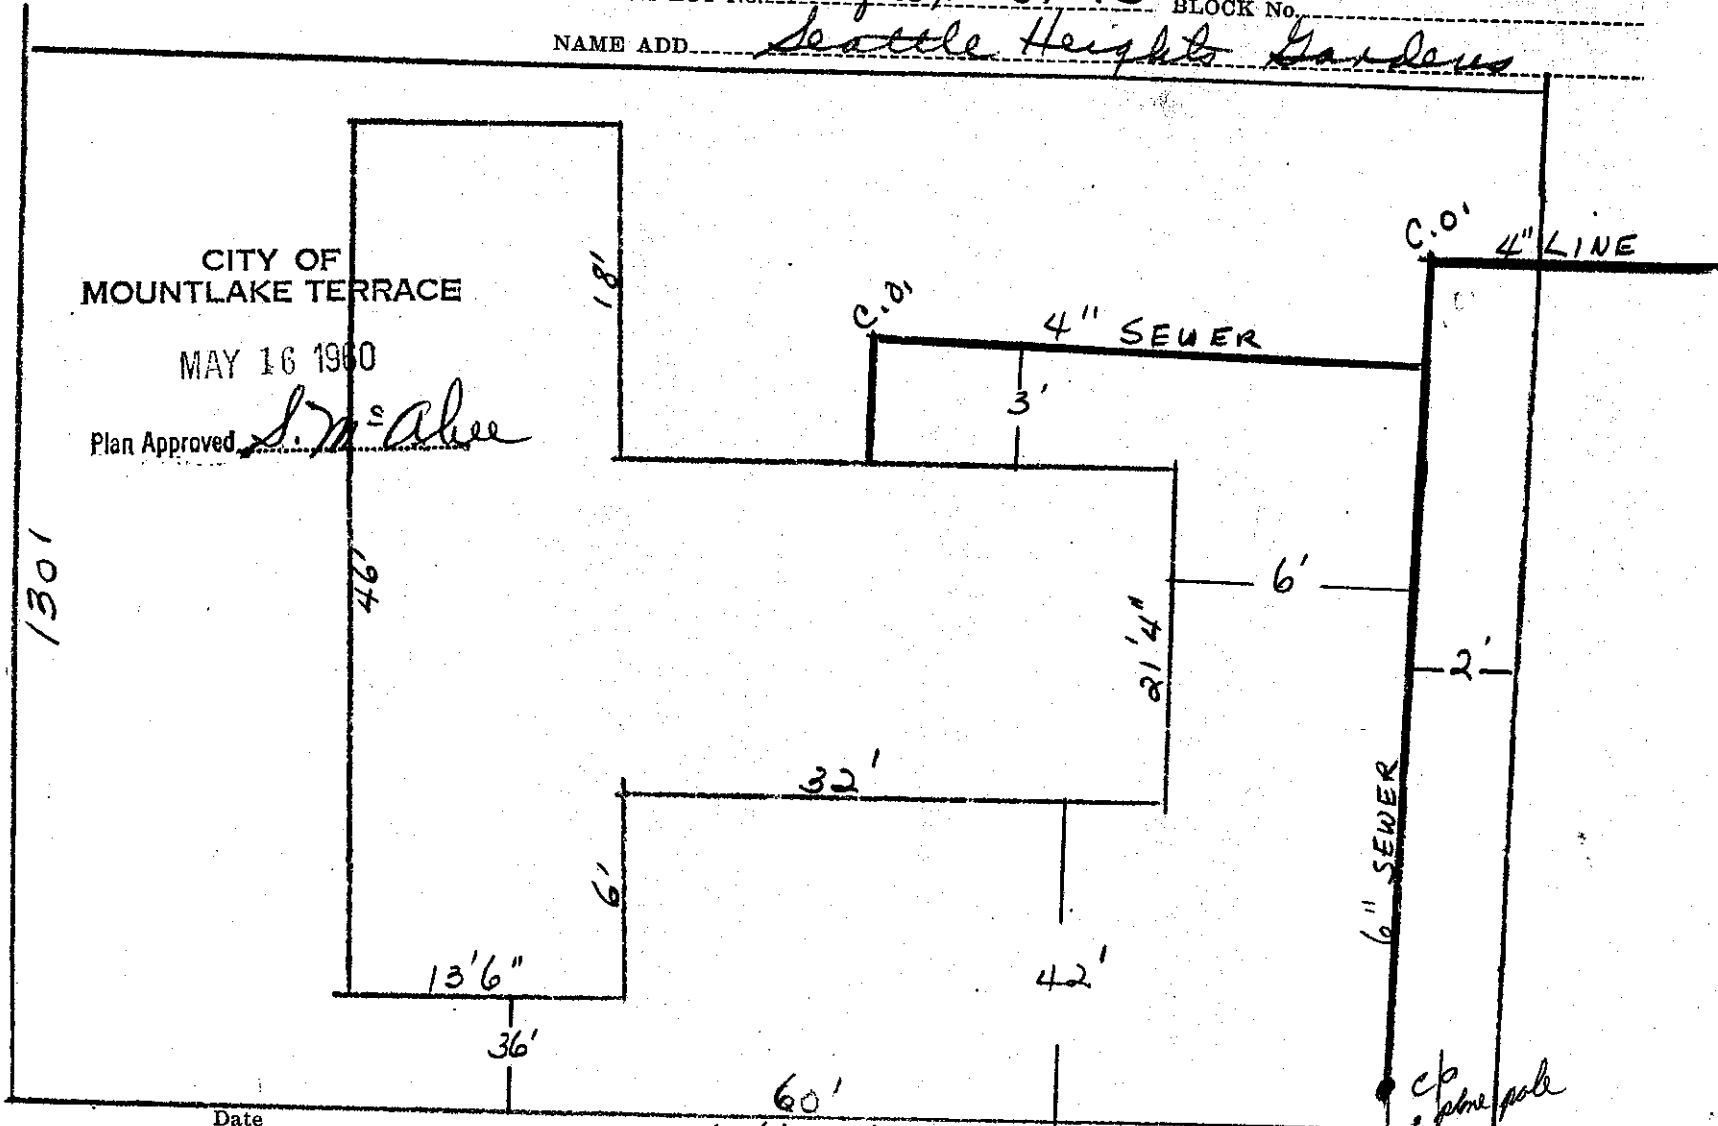 BLOCK No.
NAME ADD Seattle Heights Gardens
CITY OF
MOUNTLAKE TERRACE
MAY 16 1960
Plan Approved S. McAbee
18'
C.O.
4" SEWER
3'
C.O.
4" LINE
130'
46'
6'
21'4"
2'
32'
6'
6" SEWER
13'6"
36'
42'
60'
C/O
pole
Date